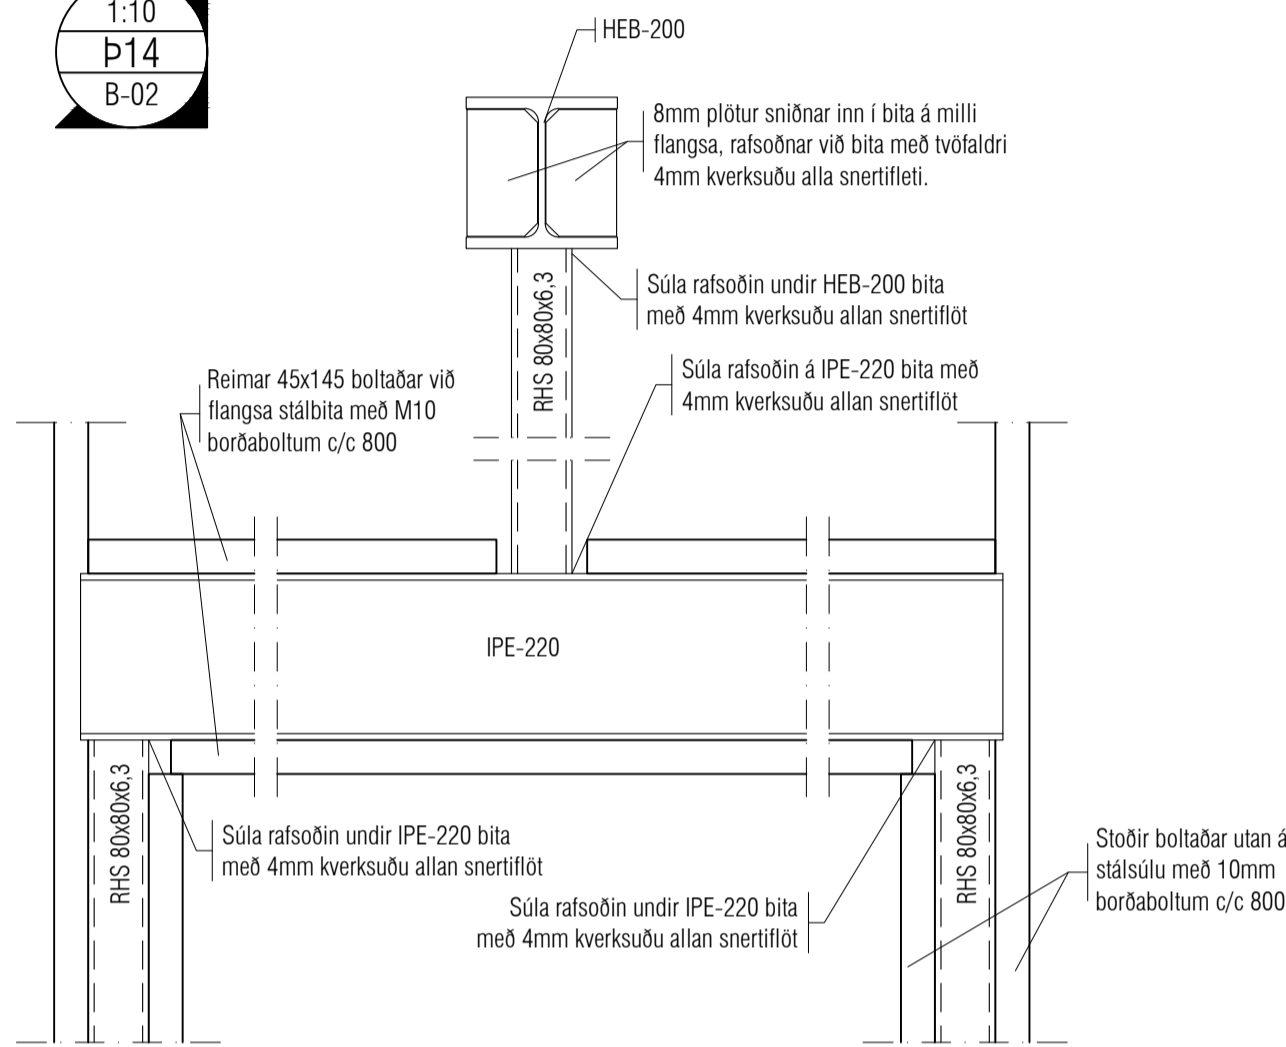 1:10
Þ14
B-02
HEB-200
8mm plötur sniðnar inn í bita á milli
flangsa, rafsoðnar við bita með tvöfaldri
4mm kverksuðu alla snertifleti.
RHS 80x80x6,3
Súla rafsoðin undir HEB-200 bita
með 4mm kverksuðu allan snertiflöt
Súla rafsoðin á IPE-220 bita með
4mm kverksuðu allan snertiflöt
Reimar 45x145 boltaðar við
flangsa stálbita með M10
borðaboltum c/c 800
IPE-220
RHS 80x80x6,3
Súla rafsoðin undir IPE-220 bita
með 4mm kverksuðu allan snertiflöt
Súla rafsoðin undir IPE-220 bita
með 4mm kverksuðu allan snertiflöt
RHS 80x80x6,3
Stoðir boltaðar utan á
stálsúlu með 10mm
borðaboltum c/c 800